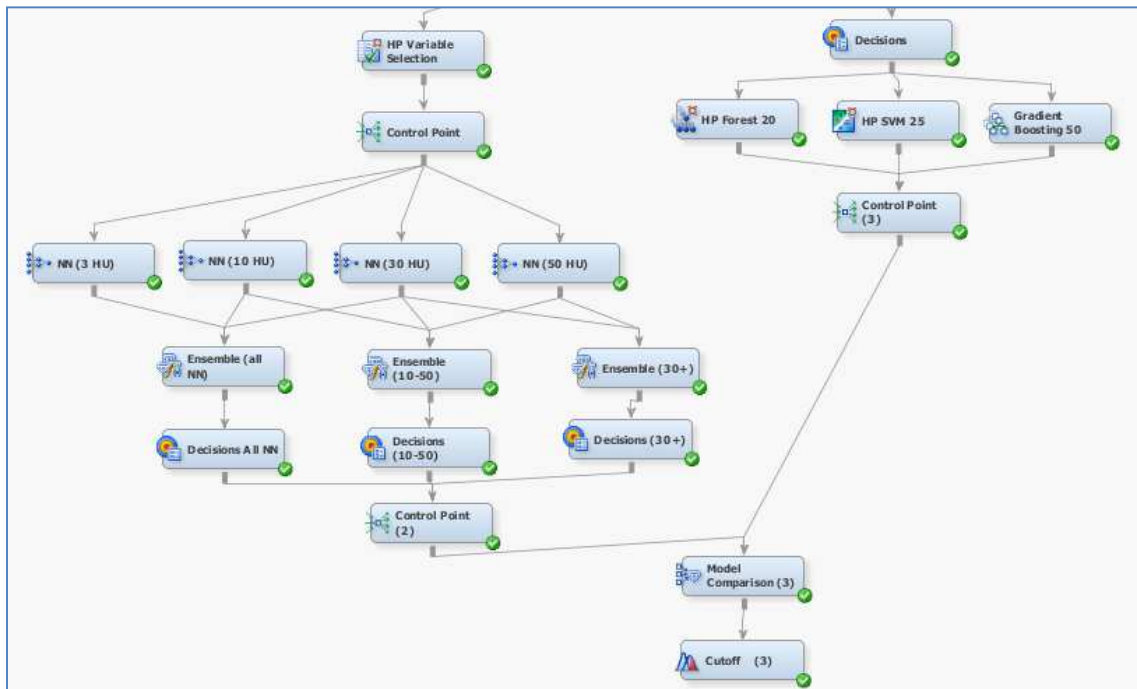 HP Variable
Selection
Decisions
HP Forest 20
HP SVM 25
Gradient
Boosting 50
Control Point
Control Point
(3)
NN (3 HU)
NN (10 HU)
NN (30 HU)
NN (50 HU)
Ensemble (all
NN)
Ensemble
(10-50)
Ensemble (30+)
Decisions All NN
Decisions
(10-50)
Decisions (30+)
Control Point
(2)
Model
Comparison (3)
Cutoff (3)